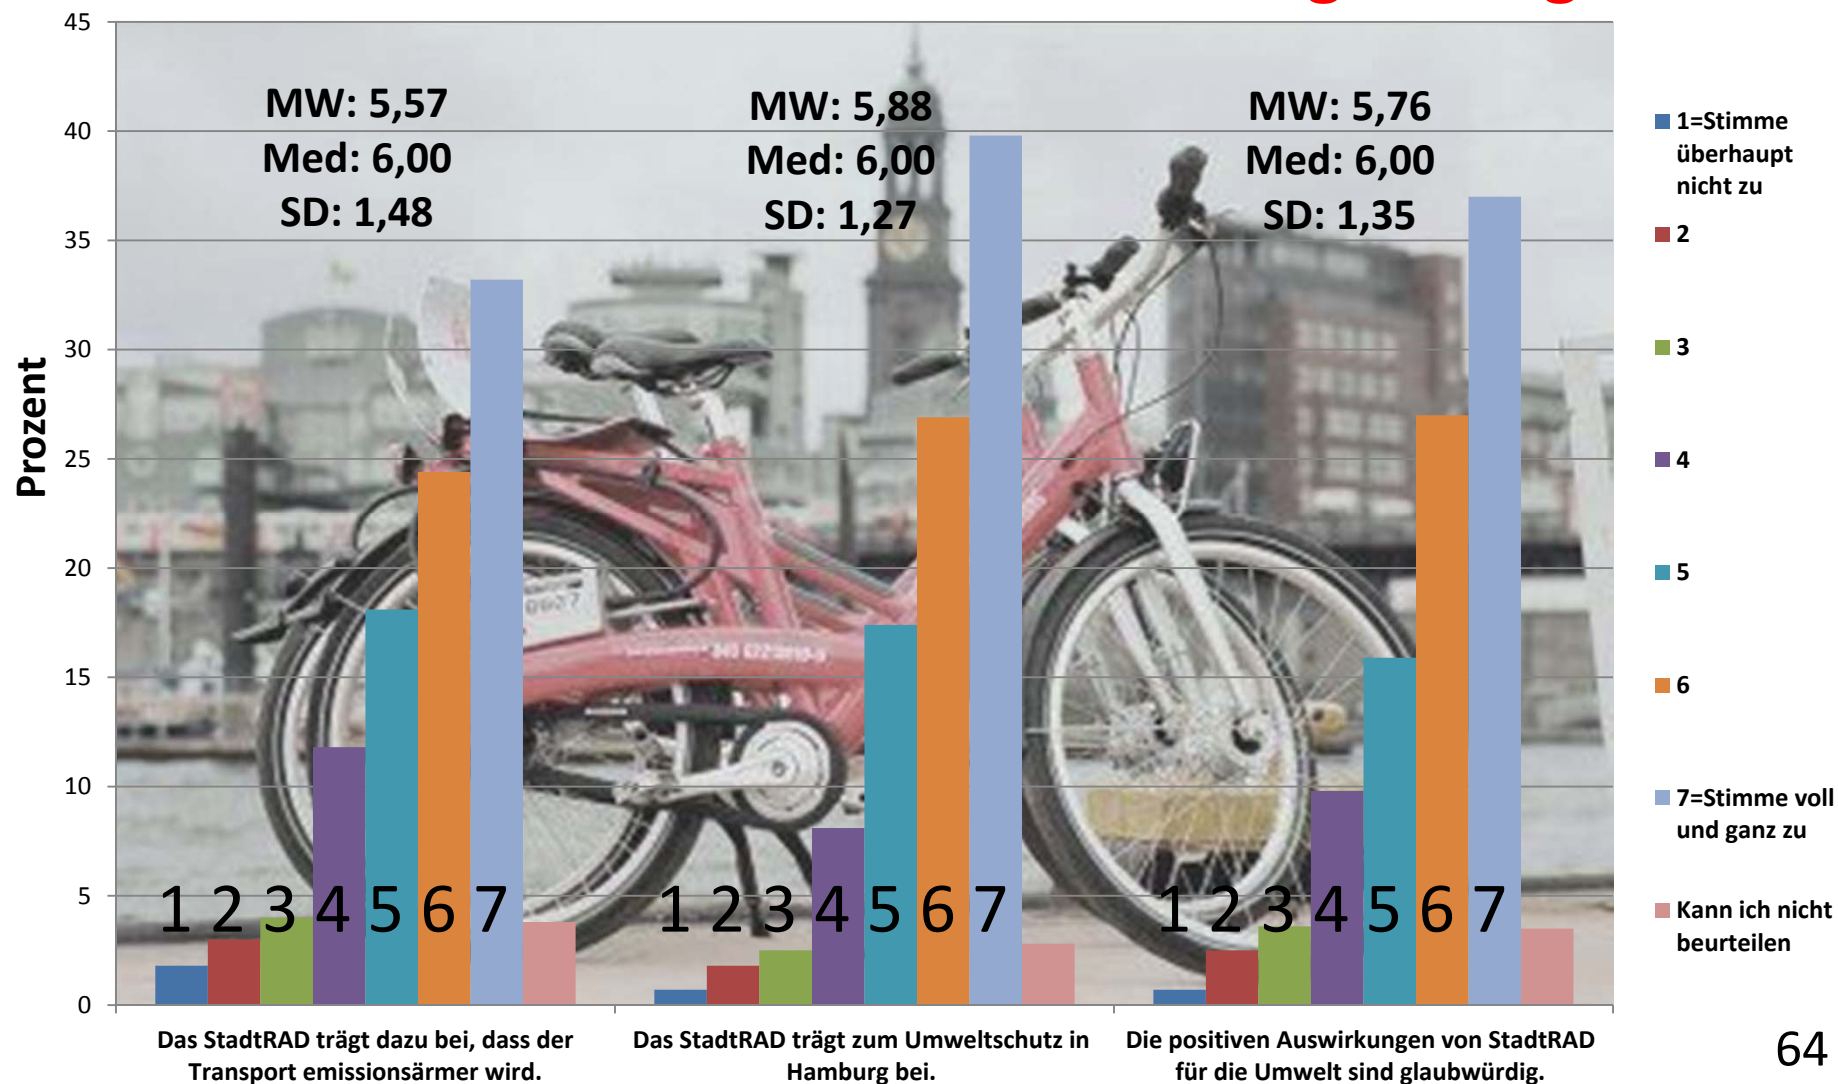 45
40
35
30
25
20
15
10
5
0
Prozent
MW: 5,57
Med: 6,00
SD: 1,48
MW: 5,88
Med: 6,00
SD: 1,27
MW: 5,76
Med: 6,00
SD: 1,35
1 2 3 4 5 6 7
1 2 3 4 5 6 7
1 2 3 4 5 6 7
Das StadtRAD trägt dazu bei, dass der
Transport emissionsärmer wird.
Das StadtRAD trägt zum Umweltschutz in
Hamburg bei.
Die positiven Auswirkungen von StadtRAD
für die Umwelt sind glaubwürdig.
1=Stimme
überhaupt
nicht zu
2
3
4
5
6
7=Stimme voll
und ganz zu
Kann ich nicht
beurteilen
64